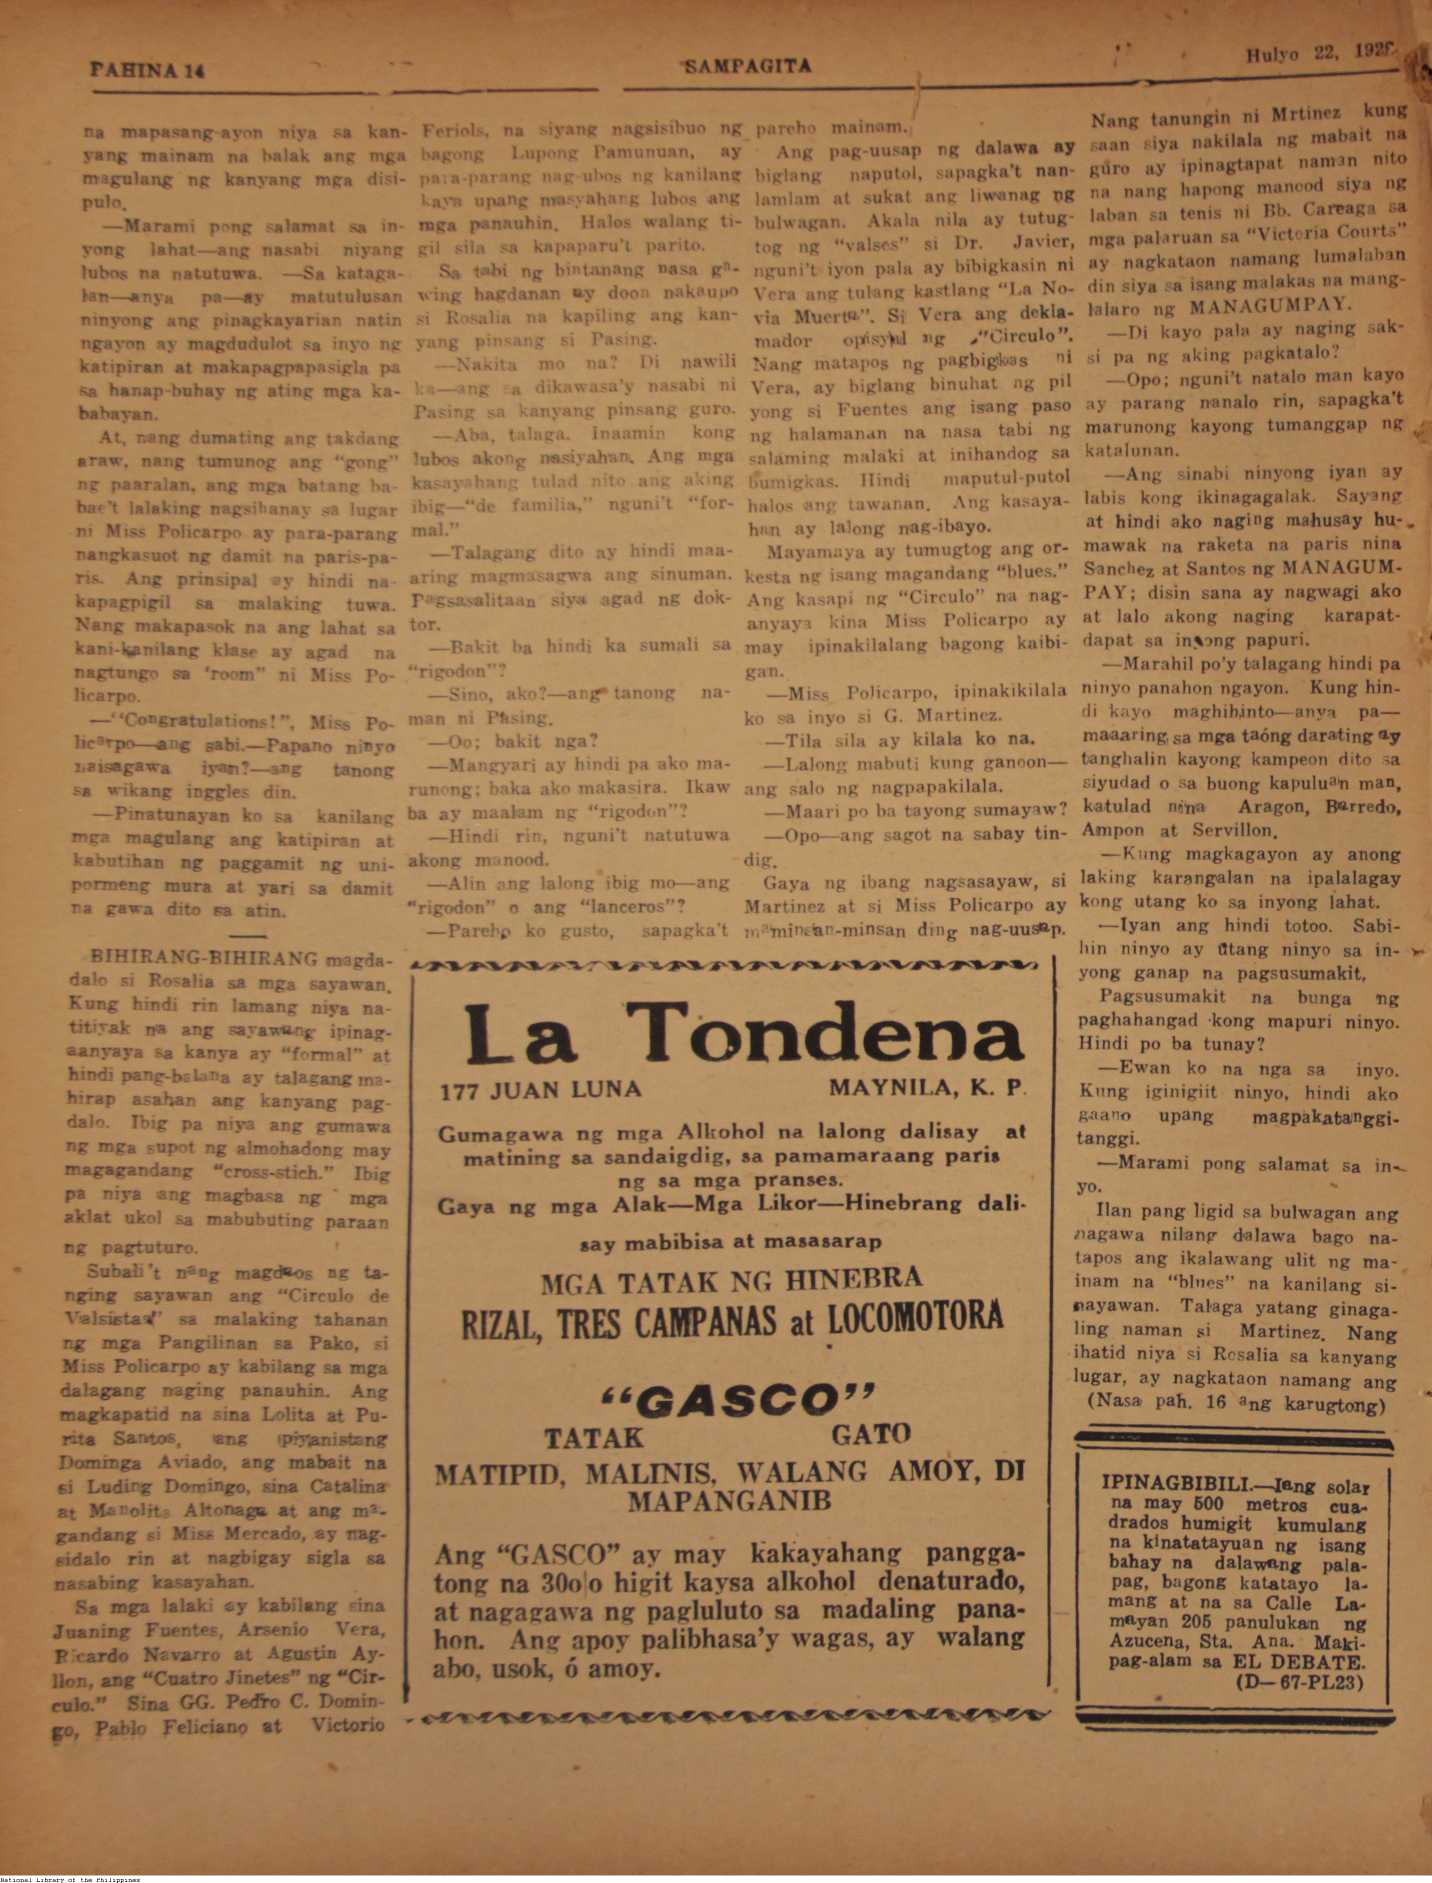 PAHINA 14
SAMPAGITA
Hulyo 22, 192
na mapasang-ayon niya sa kan-
yang mainam na balak ang mga
magulang ng kanyang mga disi-
pulo.
—Marami pong salamat sa in-
yong lahat—ang nasabi niyang
lubos na natutuwa. —Sa kataga-
lan—anya pa—ay matutulusan
ninyong ang pinagkayarian natin
ngayon ay magdudulot sa inyo ng
katipiran at makapagpapasigla pa
sa hanap-buhay ng ating mga ka-
babayan.
At, nang dumating ang takdang
araw, nang tumunog ang "gong"
ng paaralan, ang mga batang ba-
bae't lalaking nagsihanay sa lugar
ni Miss Policarpo ay para-parang
nangkasuot ng damit na paris-pa-
ris. Ang prinsipal ay hindi na-
kapagpigil sa malaking tuwa.
Nang makapasok na ang lahat sa
kani-kanilang klase ay agad na
nagtungo sa 'room" ni Miss Po-
licarpo.
—"Congratulations!", Miss Po-
licarpo—ang sabi.—Papano ninyo
naisagawa iyan?—ang tanong
sa wikang inggles din.
—Pinatunayan ko sa kanilang
mga magulang ang katipiran at
kabutihan ng paggamit ng uni-
pormeng mura at yari sa damit
na gawa dito sa atin.
BIHIRANG-BIHIRANG magda-
dalo si Rosalia sa mga sayawan.
Kung hindi rin lamang niya na-
titiyak na ang sayawang ipinag-
aanyaya sa kanya ay "formal" at
hindi pang-balana ay talagang ma-
hirap asahan ang kanyang pag-
dalo. Ibig pa niya ang gumawa
ng mga supot ng almohadong may
magagandang "cross-stich." Ibig
pa niya ang magbasa ng mga
aklat ukol sa mabubuting paraan
ng pagtuturo.
Subali't nang magdaos ng ta-
nging sayawan ang "Circulo de
Valsistas" sa malaking tahanan
ng mga Pangilinan sa Pako, si
Miss Policarpo ay kabilang sa mga
dalagang naging panauhin. Ang
magkapatid na sina Lolita at Pu-
rita Santos, ang piyanistang
Dominga Aviado, ang mabait na
si Luding Domingo, sina Catalina
at Manolita Altonaga at ang ma-
gandang si Miss Mercado, ay nag-
sidalo rin at nagbigay sigla sa
nasabing kasayahan.
Sa mga lalaki ay kabilang sina
Juaning Fuentes, Arsenio Vera,
Ricardo Navarro at Agustin Ay-
llon, ang "Cuatro Jinetes" ng "Cir-
culo." Sina GG. Pedro C. Domin-
go, Pablo Feliciano at Victorio
Feriols, na siyang nagsisibuo ng
bagong Lupong Pamunuan, ay
para-parang nag-ubos ng kanilang
kaya upang masyahang lubos ang
mga panauhin. Halos walang ti-
gil sila sa kapaparu't parito.
Sa tabi ng bintanang nasa ga-
wing hagdanan ay doon nakaupo
si Rosalia na kapiling ang kan-
yang pinsang si Pasing.
—Nakita mo na? Di nawili
ka—ang sa dikawasa'y nasabi ni
Pasing sa kanyang pinsang guro.
—Aba, talaga. Inaamin kong
lubos akong nasiyahan. Ang mga
kasayahang tulad nito ang aking
ibig—"de familia," nguni't "for-
mal."
—Talagang dito ay hindi maa-
aring magmasagwa ang sinuman.
Pagsasalitaan siya agad ng dok-
tor.
—Bakit ba hindi ka sumali sa
"rigodon"?
—Sino, ako?—ang tanong na-
man ni Pasing.
—Oo; bakit nga?
—Mangyari ay hindi pa ako ma-
runong; baka ako makasira. Ikaw
ba ay maalam ng "rigodon"?
—Hindi rin, nguni't natutuwa
akong manood.
—Alin ang lalong ibig mo—ang
"rigodon" o ang "lanceros"?
—Pareho ko gusto, sapagka't
pareho mainam.
Ang pag-uusap ng dalawa ay
biglang naputol, sapagka't nan-
lamlam at sukat ang liwanag ng
bulwagan. Akala nila ay tutug-
tog ng "valses" si Dr. Javier,
nguni't iyon pala ay bibigkasin ni
Vera ang tulang kastlang "La No-
via Muerta". Si Vera ang dekla-
mador opisyal ng "Circulo".
Nang matapos ng pagbigkas ni
Vera, ay biglang binuhat ng pil
yong si Fuentes ang isang paso
ng halamanan na nasa tabi ng
salaming malaki at inihandog sa
bumigkas. Hindi maputul-putol
halos ang tawanan. Ang kasaya-
han ay lalong nag-ibayo.
Mayamaya ay tumugtog ang or-
kesta ng isang magandang "blues."
Ang kasapi ng "Circulo" na nag-
anyaya kina Miss Policarpo ay
may ipinakilalang bagong kaibi-
gan.
—Miss Policarpo, ipinakikilala
ko sa inyo si G. Martinez.
—Tila sila ay kilala ko na.
—Lalong mabuti kung ganoon—
ang salo ng nagpapakilala.
—Maari po ba tayong sumayaw?
—Opo—ang sagot na sabay tin-
dig.
Gaya ng ibang nagsasayaw, si
Martinez at si Miss Policarpo ay
maminsan-minsan ding nag-uusap.
Nang tanungin ni Mrtinez kung
saan siya nakilala ng mabait na
guro ay ipinagtapat naman nito
na nang hapong manood siya ng
laban sa tenis ni Bb. Careaga sa
mga palaruan sa "Victoria Courts"
ay nagkataon namang lumalaban
din siya sa isang malakas na mang-
lalaro ng MANAGUMPAY.
—Di kayo pala ay naging sak-
si pa ng aking pagkatalo?
—Opo; nguni't natalo man kayo
ay parang nanalo rin, sapagka't
marunong kayong tumanggap ng
katalunan.
—Ang sinabi ninyong iyan ay
labis kong ikinagagalak. Sayang
at hindi ako naging mahusay hu-
mawak na raketa na paris nina
Sanchez at Santos ng MANAGUM-
PAY; disin sana ay nagwagi ako
at lalo akong naging karapat-
dapat sa inyong papuri.
—Marahil po'y talagang hindi pa
ninyo panahon ngayon. Kung hin-
di kayo maghihinto—anya pa—
maaaring sa mga taóng darating ay
tanghalin kayong kampeon dito sa
siyudad o sa buong kapuluan man,
katulad nina Aragon, Barredo,
Ampon at Servillon.
—Kung magkagayon ay anong
laking karangalan na ipalalagay
kong utang ko sa inyong lahat.
—Iyan ang hindi totoo. Sabi-
hin ninyo ay utang ninyo sa in-
yong ganap na pagsusumakit,
Pagsusumakit na bunga ng
paghahangad kong mapuri ninyo.
Hindi po ba tunay?
—Ewan ko na nga sa inyo.
Kung iginigiit ninyo, hindi ako
gaano upang magpakatanggi-
tanggi.
—Marami pong salamat sa in-
yo.
Ilan pang ligid sa bulwagan ang
nagawa nilang dalawa bago na-
tapos ang ikalawang ulit ng ma-
inam na "blues" na kanilang si-
nayawan. Talaga yatang ginaga-
ling naman si Martinez. Nang
ihatid niya si Rosalia sa kanyang
lugar, ay nagkataon namang ang
(Nasa pah. 16 ang karugtong)
La Tondena
177 JUAN LUNA MAYNILA, K. P.
Gumagawa ng mga Alkohol na lalong dalisay at
matining sa sandaigdig, sa pamamaraang paris
ng sa mga pranses.
Gaya ng mga Alak—Mga Likor—Hinebrang dali-
say mabibisa at masasarap
MGA TATAK NG HINEBRA
RIZAL, TRES CAMPANAS at LOCOMOTORA
"GASCO"
TATAK GATO
MATIPID, MALINIS, WALANG AMOY, DI
MAPANGANIB
Ang "GASCO" ay may kakayahang pangga-
tong na 30o|o higit kaysa alkohol denaturado,
at nagagawa ng pagluluto sa madaling pana-
hon. Ang apoy palibhasa'y wagas, ay walang
abo, usok, ó amoy.
IPINAGBIBILI.—Isang solar
na may 500 metros cua-
drados humigit kumulang
na kinatatayuan ng isang
bahay na dalawang pala-
pag, bagong katatayo la-
mang at na sa Calle La-
mayan 205 panulukan ng
Azucena, Sta. Ana. Maki-
pag-alam sa EL DEBATE.
(D—67-PL23)
National Library of the Philippines